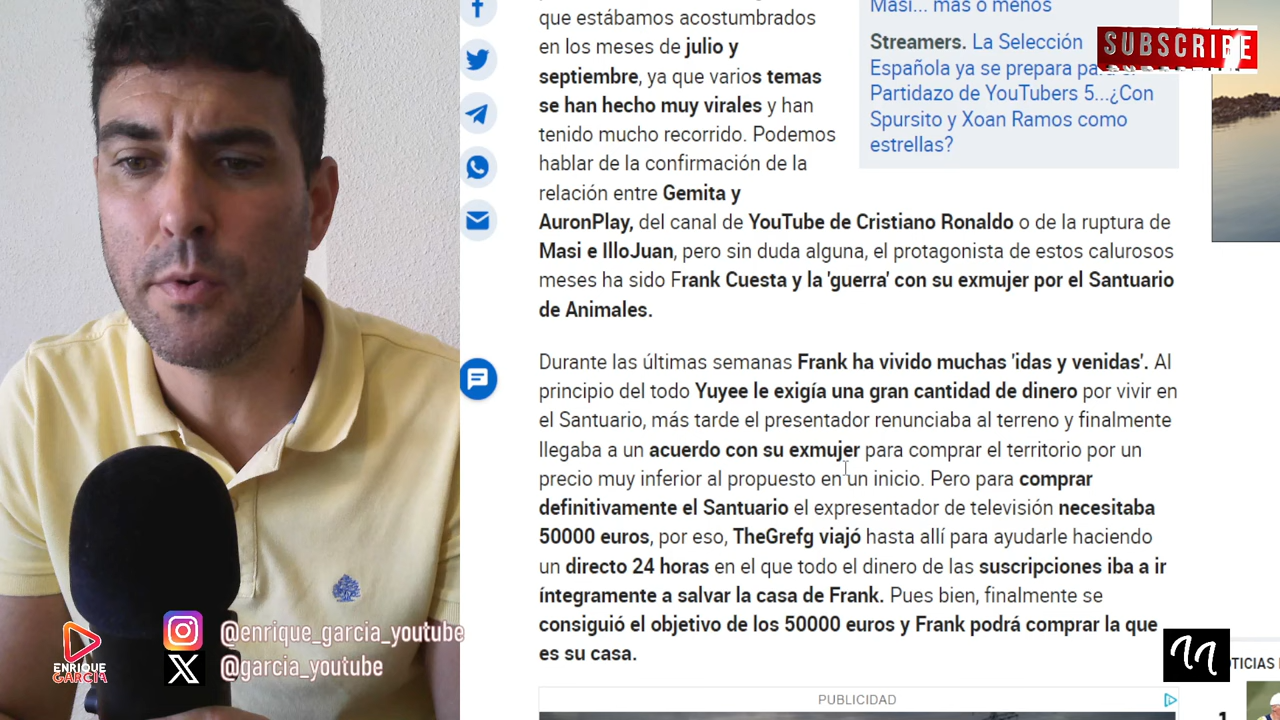 que estábamos acostumbrados
en los meses de julio y
septiembre, ya que varios temas
se han hecho muy virales y han
tenido mucho recorrido. Podemos
hablar de la confirmación de la
relación entre Gemita y
AuronPlay, del canal de YouTube de Cristiano Ronaldo o de la ruptura de
Masi e IlloJuan, pero sin duda alguna, el protagonista de estos calurosos
meses ha sido Frank Cuesta y la 'guerra' con su exmujer por el Santuario
de Animales.
Durante las últimas semanas Frank ha vivido muchas 'idas y venidas'. Al
principio del todo Yuyee le exigía una gran cantidad de dinero por vivir en
el Santuario, más tarde el presentador renunciaba al terreno y finalmente
llegaba a un acuerdo con su exmujer para comprar el territorio por un
precio muy inferior al propuesto en un inicio. Pero para comprar
definitivamente el Santuario el expresentador de televisión necesitaba
50000 euros, por eso, TheGrefg viajó hasta allí para ayudarle haciendo
un directo 24 horas en el que todo el dinero de las suscripciones iba a ir
íntegramente a salvar la casa de Frank. Pues bien, finalmente se
consiguió el objetivo de los 50000 euros y Frank podrá comprar la que
es su casa.
PUBLICIDAD
Masi... más o menos
Streamers. La Selección
Española ya se prepara
Partidazo de YouTubers 5...¿Con
Spursito y Xoan Ramos como
estrellas?
SUBSCRIBE
1
ENRIQUE
GARCIA
@enrique_garcia_youtube
@garcia_youtube